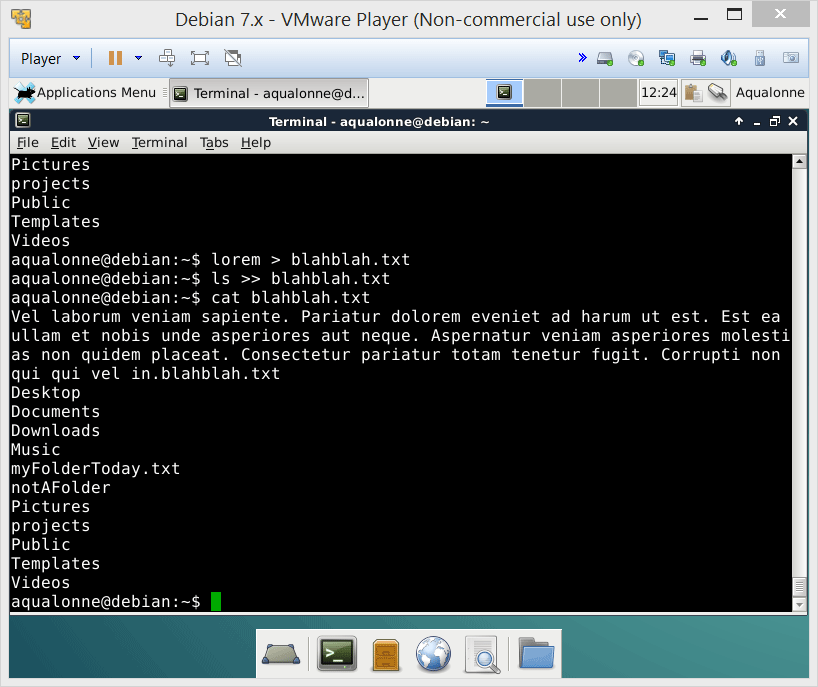 Debian 7.x - VMware Player (Non-commercial use only)
Player
Applications Menu
Terminal - aqualonne@d...
12:24
Aqualonne
Terminal - aqualonne@debian: ~
File Edit View Terminal Tabs Help
Pictures
projects
Public
Templates
Videos
aqualonne@debian:~$ lorem > blahblah.txt
aqualonne@debian:~$ ls >> blahblah.txt
aqualonne@debian:~$ cat blahblah.txt
Vel laborum veniam sapiente. Pariatur dolorem eveniet ad harum ut est. Est ea
ullam et nobis unde asperiores aut neque. Aspernatur veniam asperiores molesti
as non quidem placeat. Consectetur pariatur totam tenetur fugit. Corrupti non
qui qui vel in.blahblah.txt
Desktop
Documents
Downloads
Music
myFolderToday.txt
notAFolder
Pictures
projects
Public
Templates
Videos
aqualonne@debian:~$